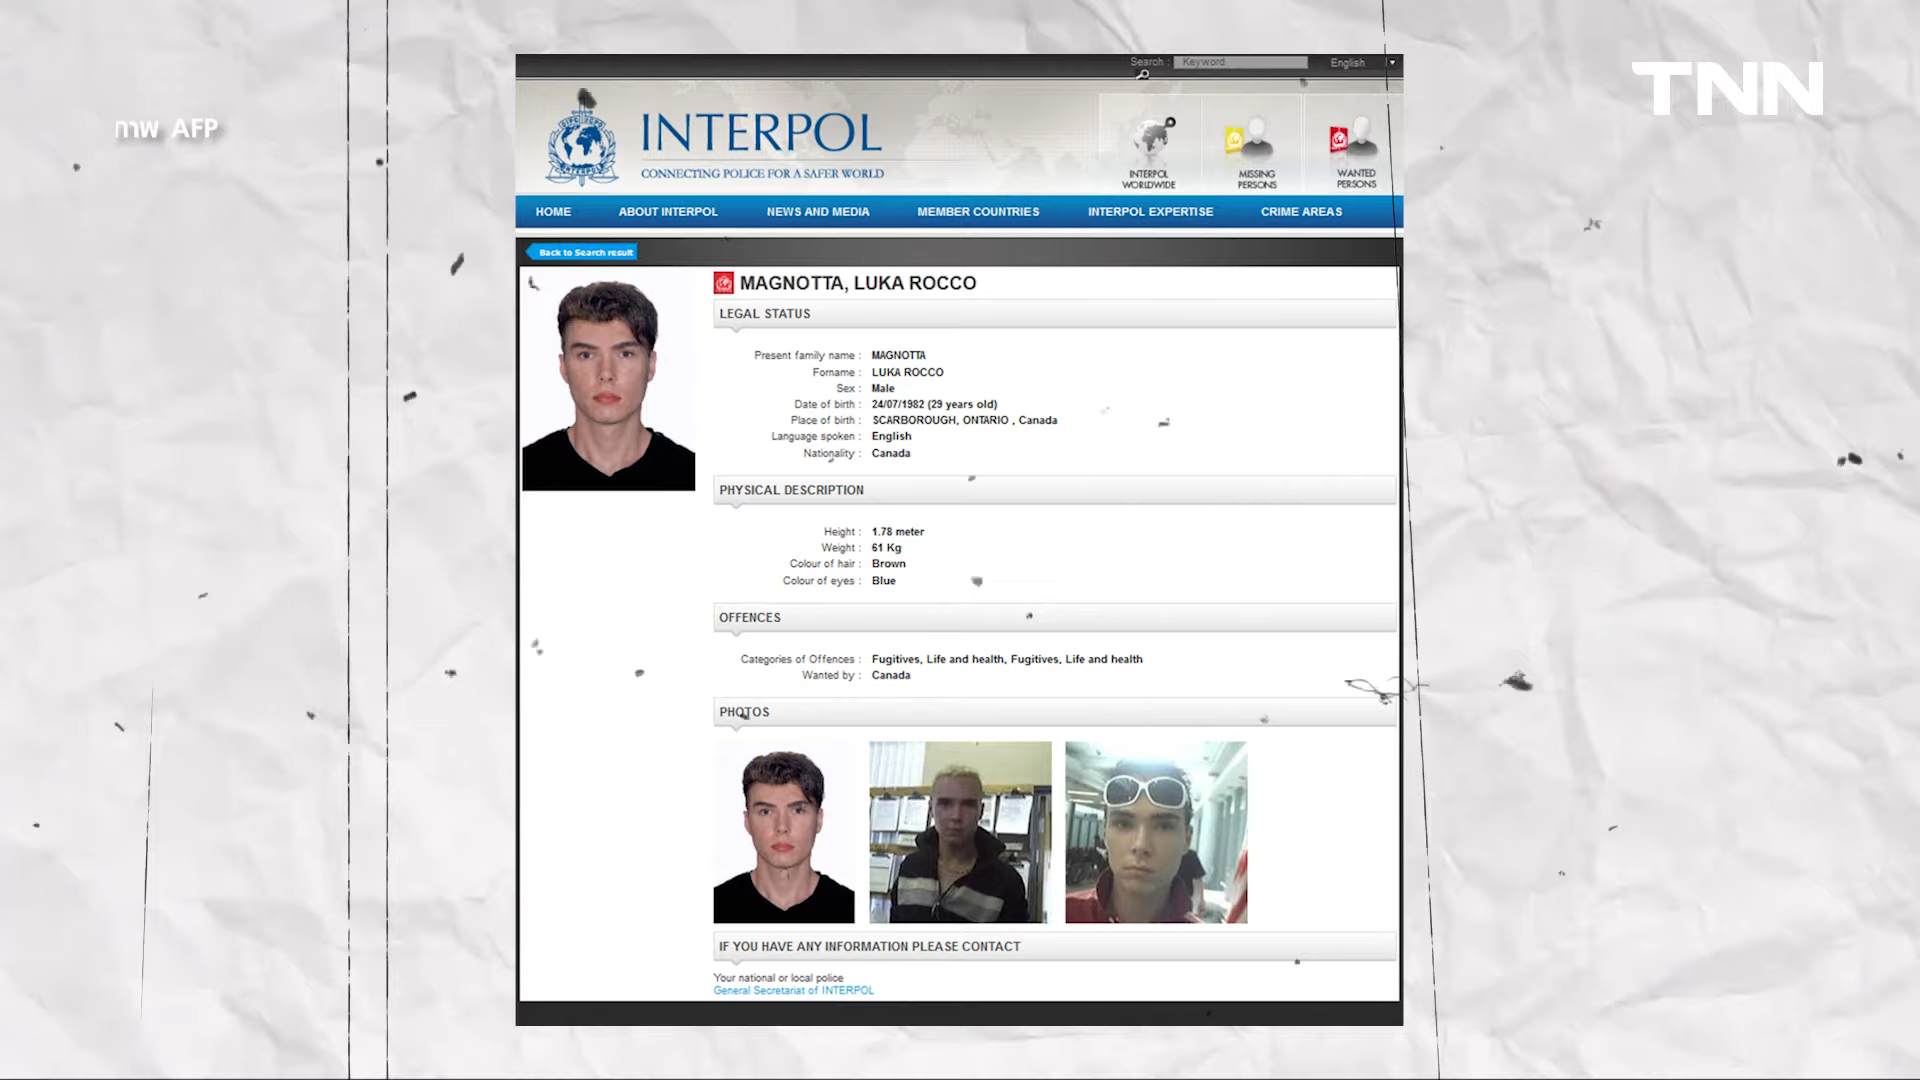 ภาพ AFP
TNN
Search : Keyword English
INTERPOL
CONNECTING POLICE FOR A SAFER WORLD
INTERPOL WORLDWIDE
MISSING PERSONS
WANTED PERSONS
HOME ABOUT INTERPOL NEWS AND MEDIA MEMBER COUNTRIES INTERPOL EXPERTISE CRIME AREAS
Back to Search result
MAGNOTTA, LUKA ROCCO
LEGAL STATUS
Present family name : MAGNOTTA
Forname : LUKA ROCCO
Sex : Male
Date of birth : 24/07/1982 (29 years old)
Place of birth : SCARBOROUGH, ONTARIO , Canada
Language spoken : English
Nationality : Canada
PHYSICAL DESCRIPTION
Height : 1.78 meter
Weight : 61 Kg
Colour of hair : Brown
Colour of eyes : Blue
OFFENCES
Categories of Offences : Fugitives, Life and health, Fugitives, Life and health
Wanted by : Canada
PHOTOS
IF YOU HAVE ANY INFORMATION PLEASE CONTACT
Your national or local police
General Secretariat of INTERPOL